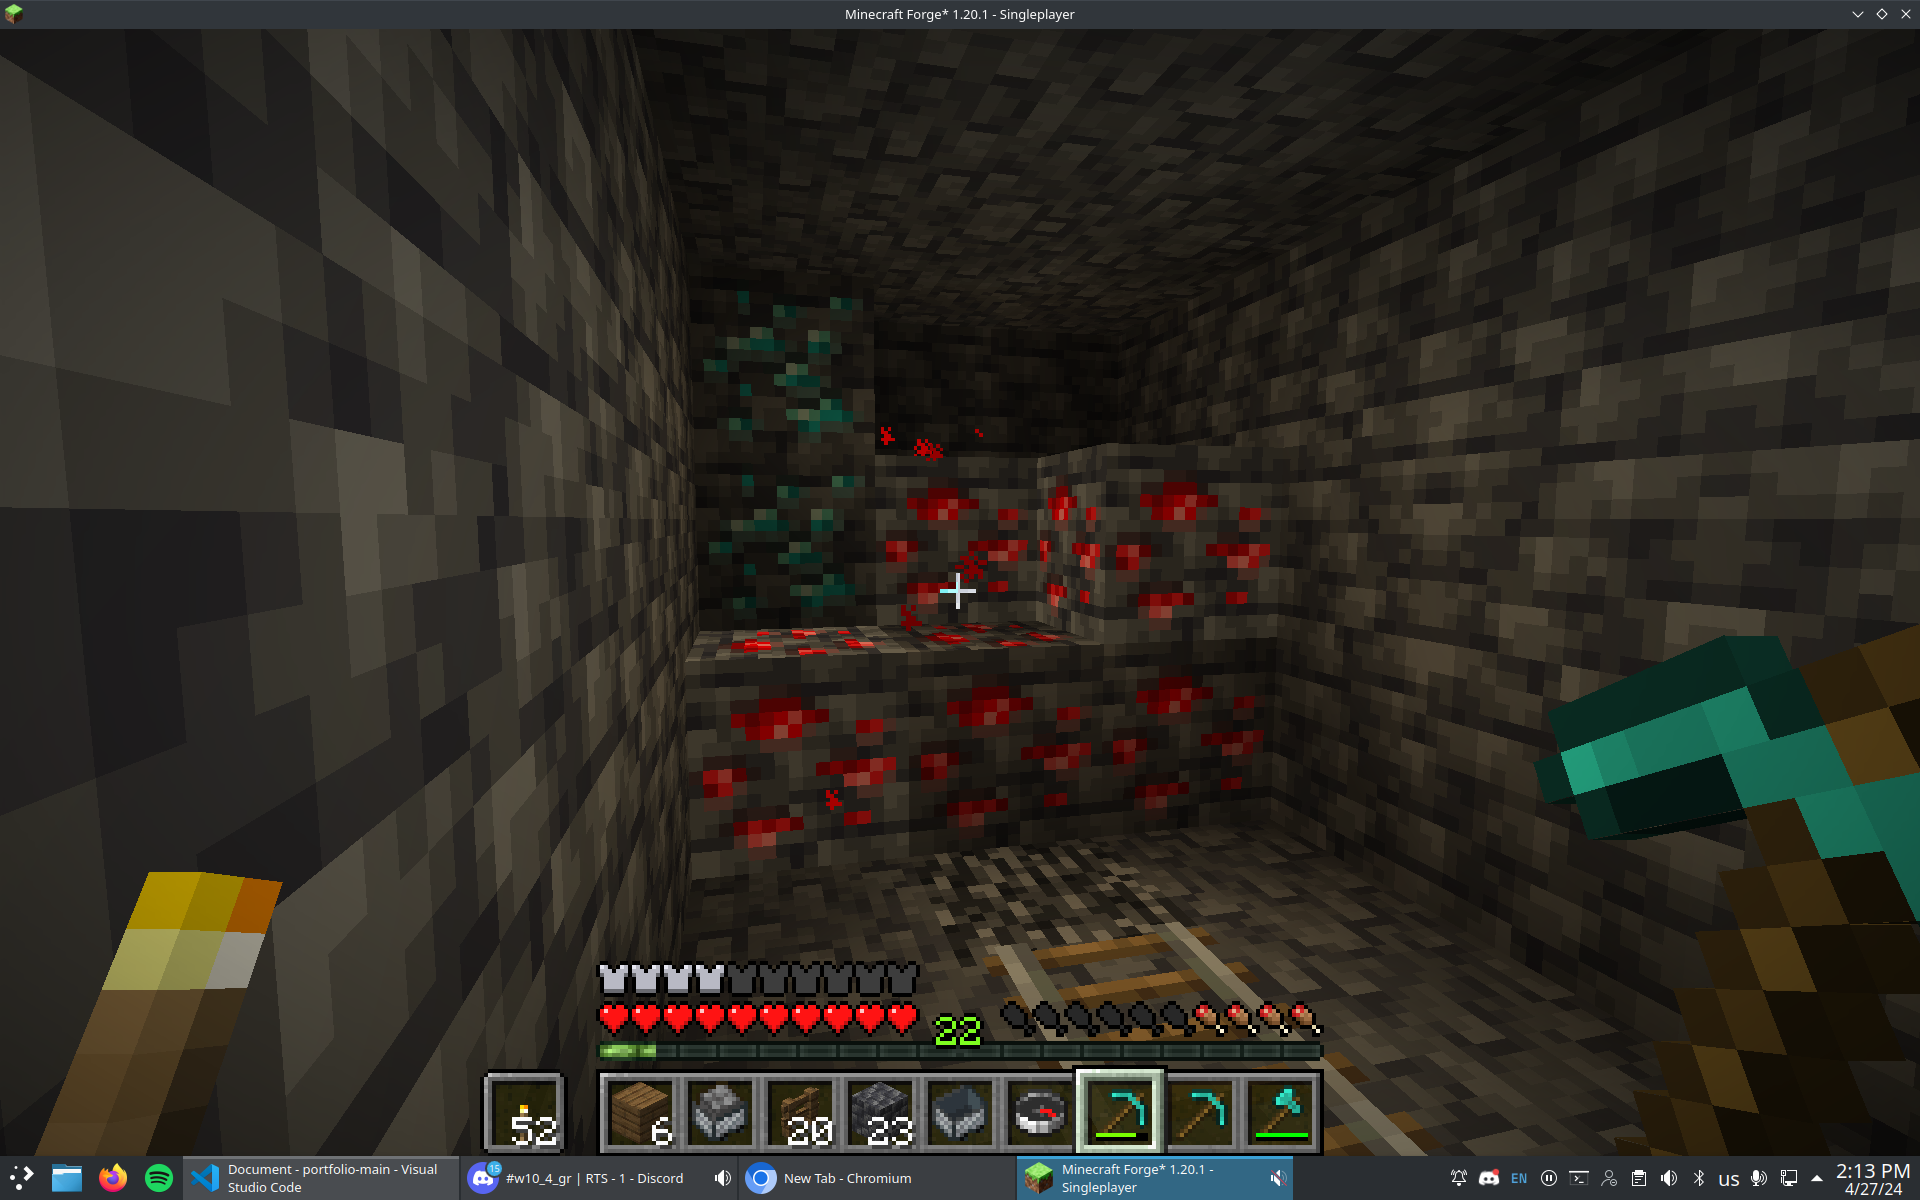 Minecraft Forge* 1.20.1 - Singleplayer
22
52
6
20
23
Document - portfolio-main - Visual
Studio Code
15
#w10_4_gr | RTS - 1 - Discord
New Tab - Chromium
Minecraft Forge* 1.20.1 -
Singleplayer
EN
us
2:13 PM
4/27/24